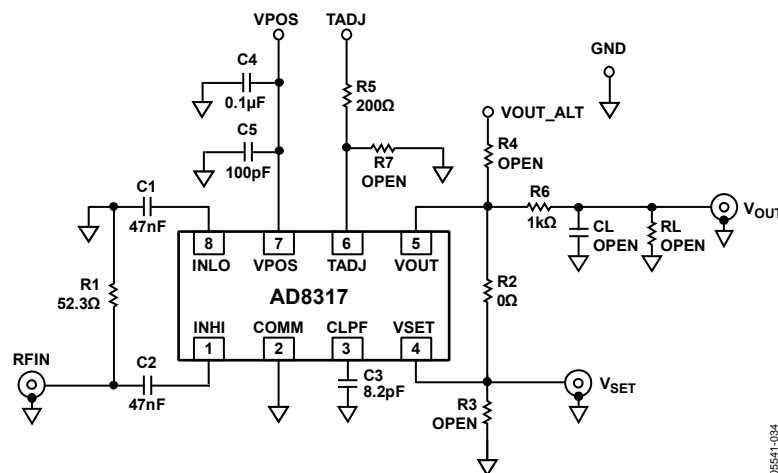 VPOS
TADJ
GND
C4
0.1µF
R5
200Ω
VOUT_ALT
C5
100pF
R7
OPEN
R4
OPEN
C1
47nF
R6
1kΩ
CL
OPEN
RL
OPEN
VOUT
8
7
6
5
INLO
VPOS
TADJ
VOUT
R1
52.3Ω
AD8317
R2
0Ω
INHI
COMM
CLPF
VSET
1
2
3
4
RFIN
C2
47nF
C3
8.2pF
R3
OPEN
VSET
05541-034